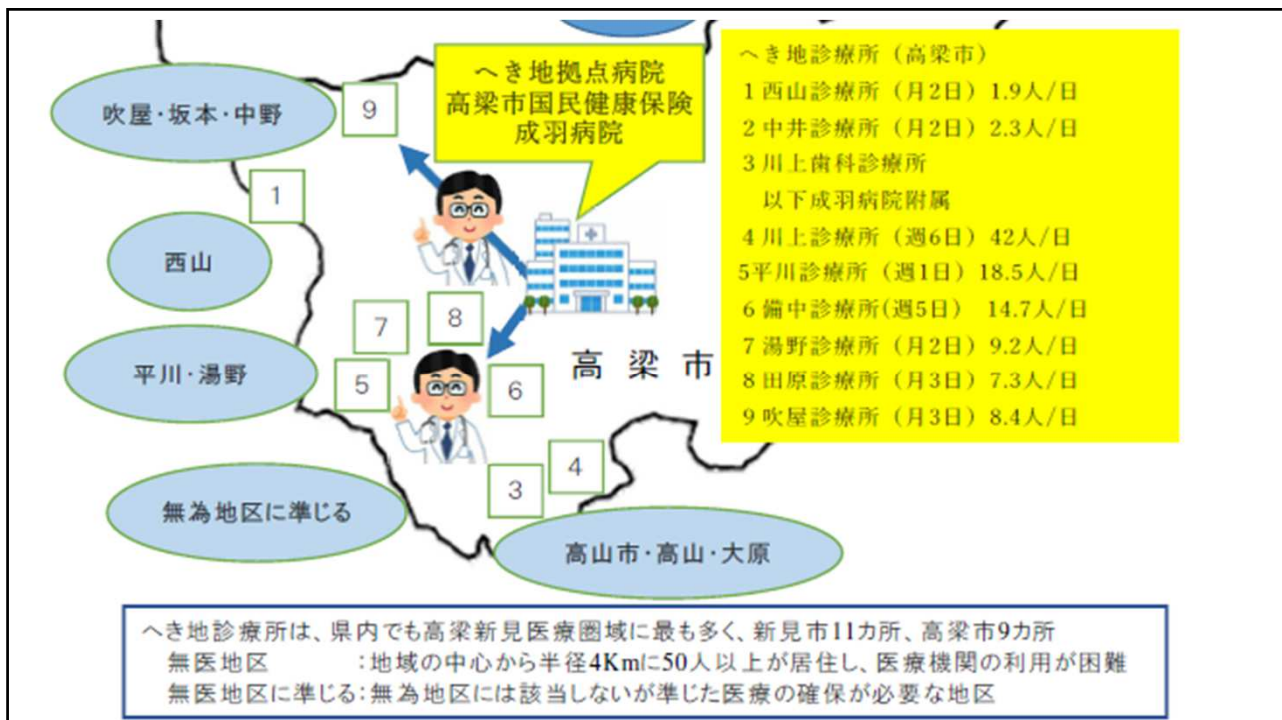 へき地拠点病院
高梁市国民健康保険
成羽病院
へき地診療所（高梁市）
1西山診療所（月2日）1.9人/日
2中井診療所（月2日）2.3人/日
3川上歯科診療所
以下成羽病院附属
4川上診療所（週6日）42人/日
5平川診療所（週1日）18.5人/日
6備中診療所(週5日） 14.7人/日
7湯野診療所（月2日）9.2人/日
8田原診療所（月3日）7.3人/日
9吹屋診療所（月3日）8.4人/日
吹屋・坂本・中野
9
1
西山
8
7
平川・湯野
5
6
高梁市
無為地区に準じる
4
3
高山市・高山・大原
へき地診療所は、県内でも高梁新見医療圏域に最も多く、新見市11カ所、高梁市9カ所
無医地区　　　　：地域の中心から半径4Kmに50人以上が居住し、医療機関の利用が困難
無医地区に準じる：無為地区には該当しないが準じた医療の確保が必要な地区